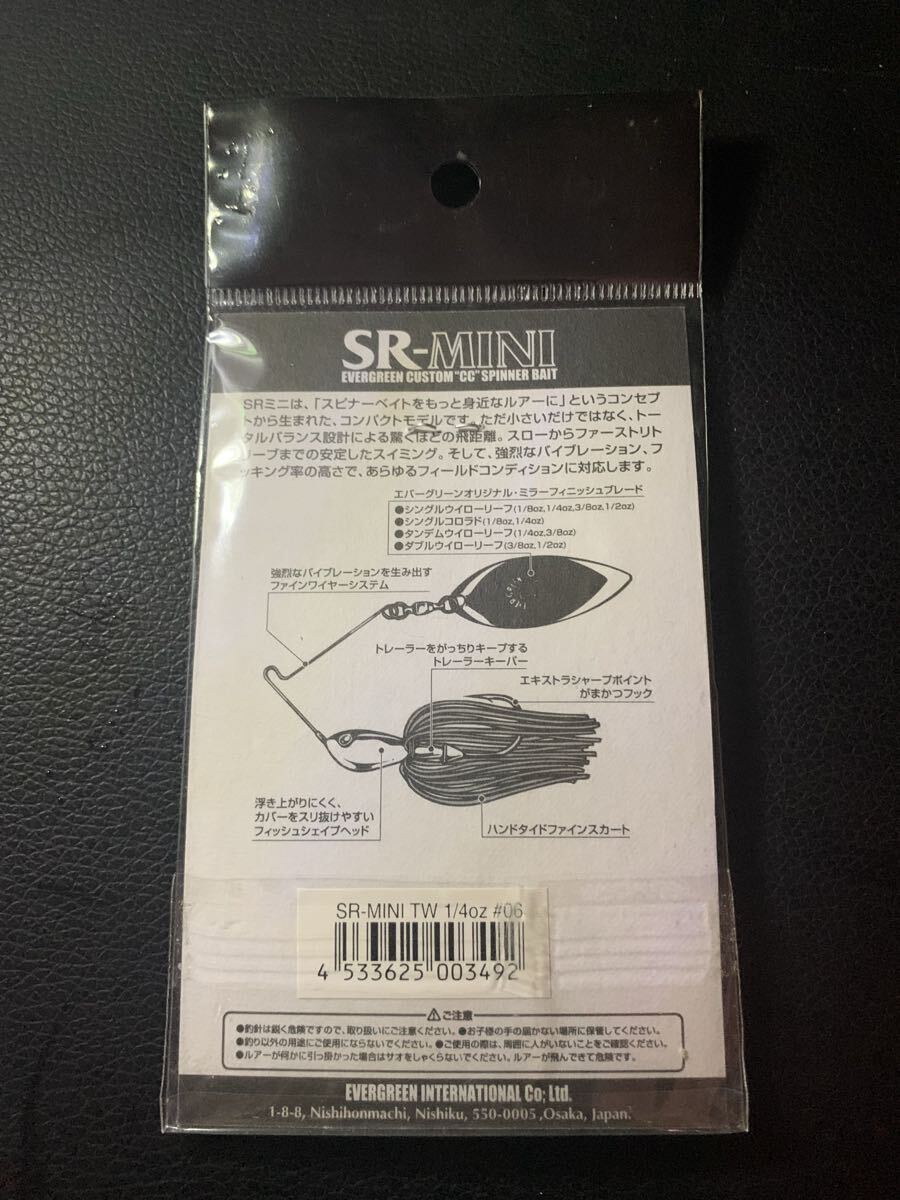 SR-MINI
EVERGREEN CUSTOM "CC" SPINNER BAIT
SRミニは、「スピナーベイトをもっと身近なルアーに」というコンセプ
トから生まれた、コンパクトモデルです。ただ小さいだけではなく、トー
タルバランス設計による驚くほどの飛距離。スローからファーストリト
リーブまでの安定したスイミング。そして、強烈なバイブレーション、フ
ッキング率の高さで、あらゆるフィールドコンディションに対応します。
エバーグリーンオリジナル・ミラーフィニッシュブレード
●シングルウイローリーフ(1/8oz,1/4oz,3/8oz,1/2oz)
●シングルコロラド(1/8oz,1/4oz)
●タンデムウイローリーフ(1/4oz,3/8oz)
●ダブルウイローリーフ(3/8oz,1/2oz)
強烈なバイブレーションを生み出す
ファインワイヤーシステム
トレーラーをがっちりキープする
トレーラーキーパー
エキストラシャープポイント
がまかつフック
浮き上がりにくく、
カバーをスリ抜けやすい
フィッシュシェイプヘッド
ハンドタイドファインスカート
SR-MINI TW 1/4oz #06
4 533625 003492
⚠ご注意
●釣針は鋭く危険ですので、取り扱いにご注意ください。●お子様の手の届かない場所に保管してください。
●釣り以外の用途にご使用にならないでください。●ご使用の際は、周囲に人がいないことをご確認ください。
●ルアーが何かに引っ掛かった場合はサオをしゃくらないでください。ルアーが飛んできて危険です。
EVERGREEN INTERNATIONAL Co; Ltd.
1-8-8, Nishihonmachi, Nishiku, 550-0005 ,Osaka, Japan.